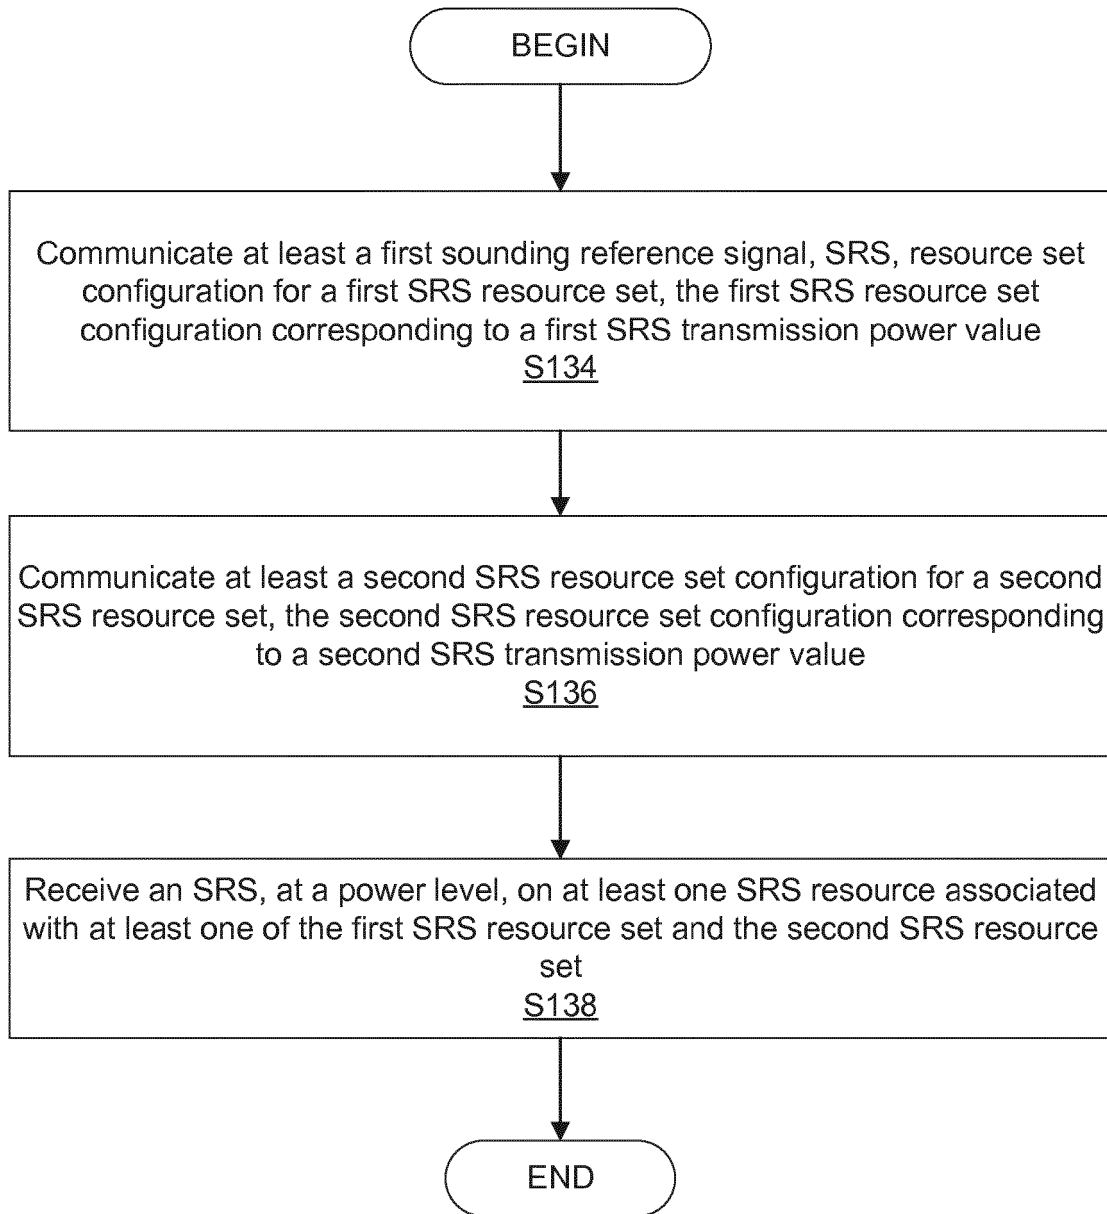 BEGIN
Communicate at least a first sounding reference signal, SRS, resource set
configuration for a first SRS resource set, the first SRS resource set
configuration corresponding to a first SRS transmission power value
S134
Communicate at least a second SRS resource set configuration for a second
SRS resource set, the second SRS resource set configuration corresponding
to a second SRS transmission power value
S136
Receive an SRS, at a power level, on at least one SRS resource associated
with at least one of the first SRS resource set and the second SRS resource
set
S138
END